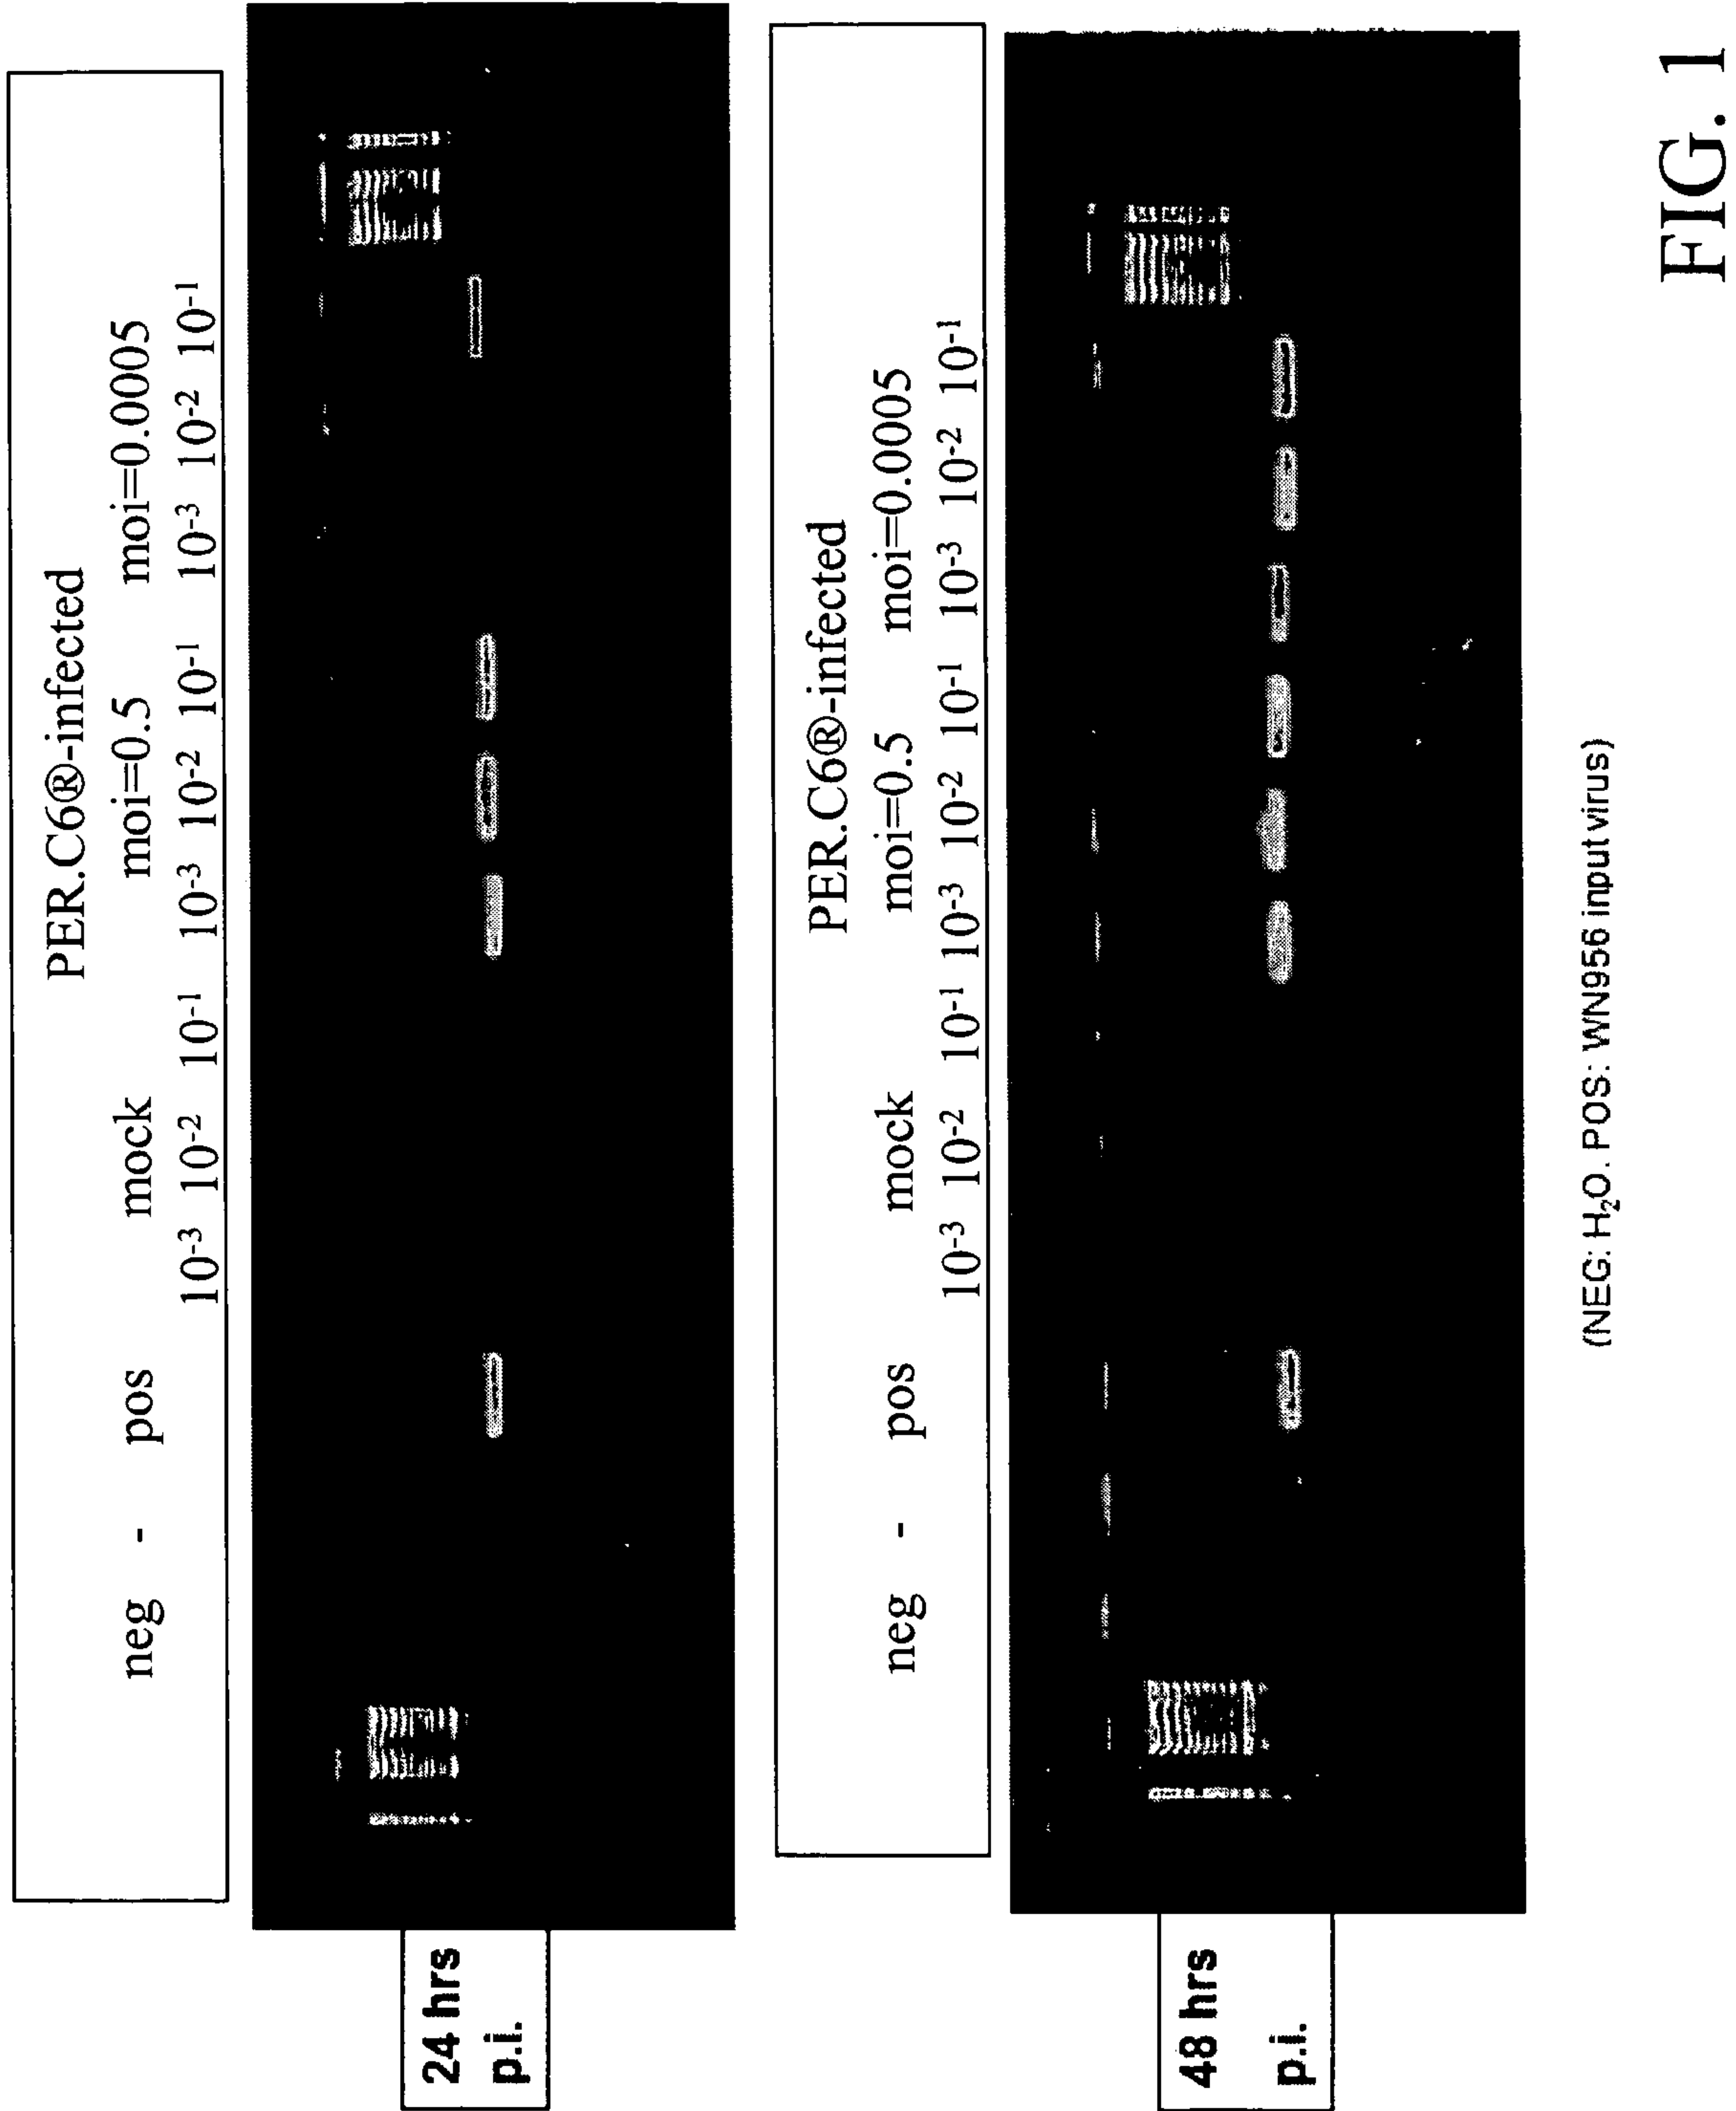 PER.C6®-infected
neg - pos mock moi=0.5 moi=0.0005
10-3 10-2 10-1 10-3 10-2 10-1 10-3 10-2 10-1
24 hrs
p.i.
PER.C6®-infected
neg - pos mock moi=0.5 moi=0.0005
10-3 10-2 10-1 10-3 10-2 10-1 10-3 10-2 10-1
48 hrs
p.i.
(NEG: H2O. POS: WN956 input virus)
FIG. 1